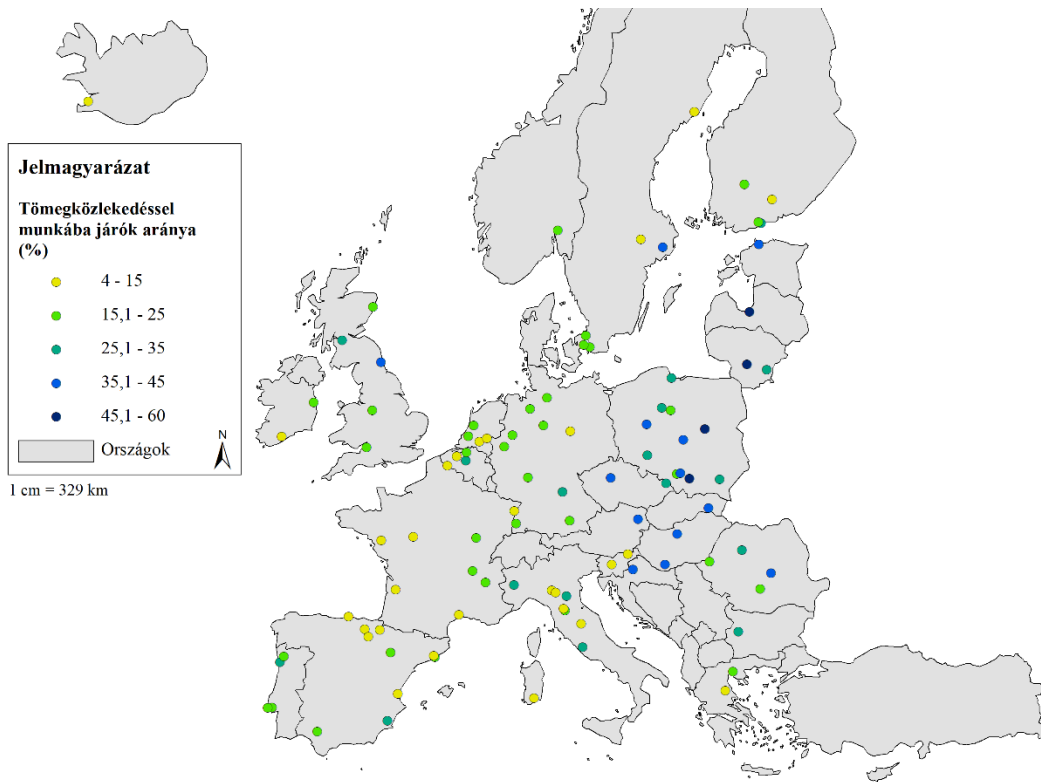 Jelmagyarázat
Tömegközlekedéssel
munkába járók aránya
(%)
4 - 15
15,1 - 25
25,1 - 35
35,1 - 45
45,1 - 60
Országok
N
1 cm = 329 km